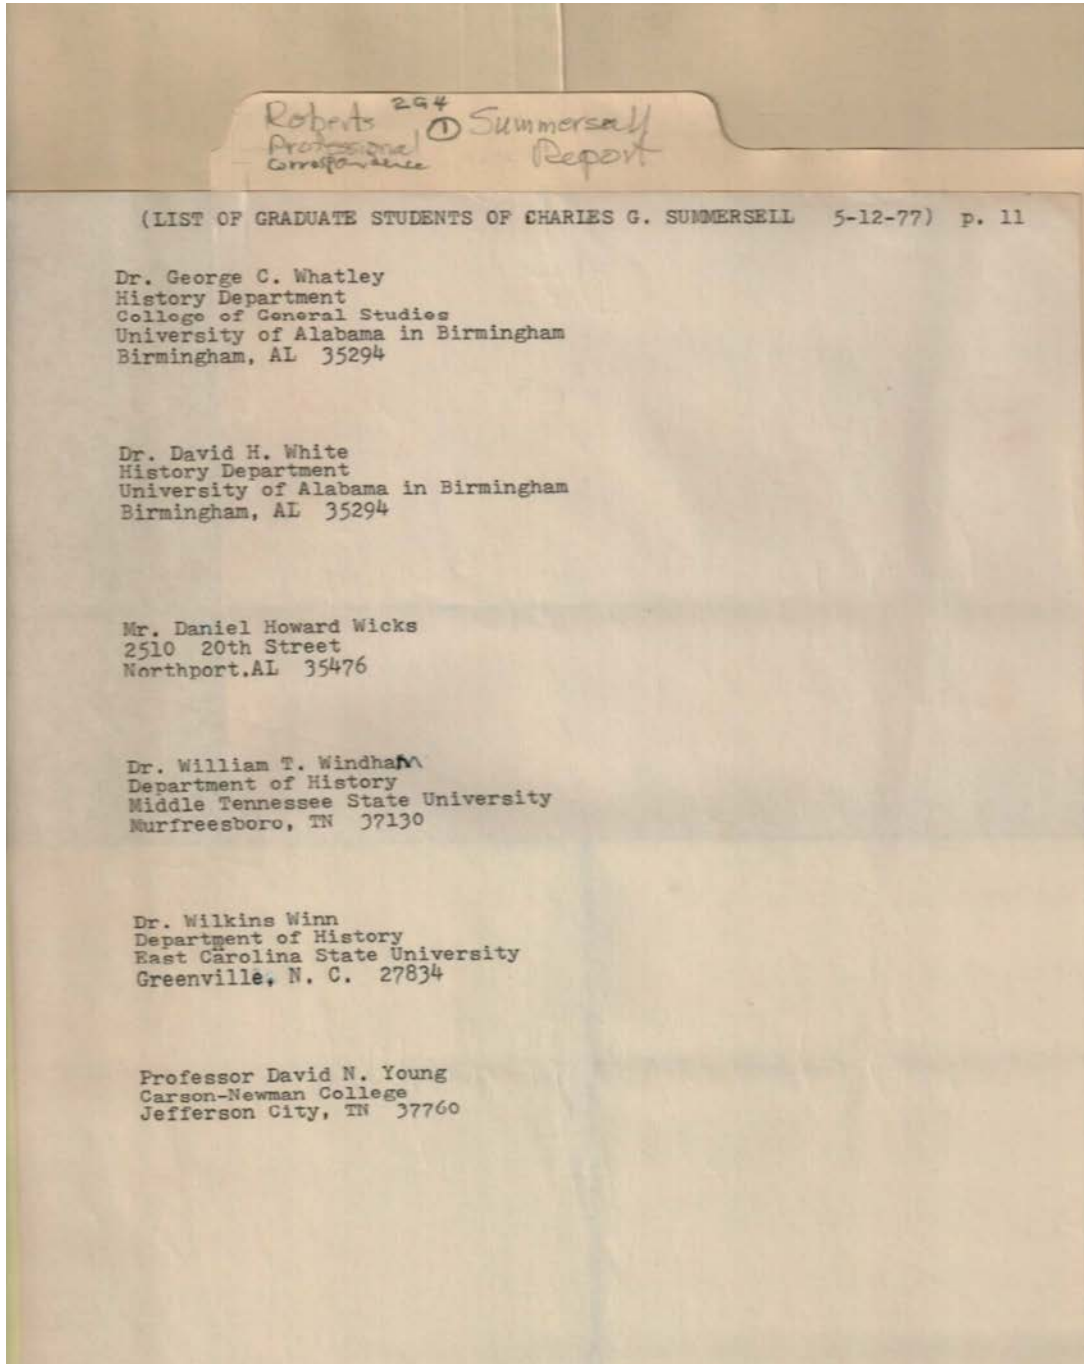 2G4
Roberts ① Summersell
Professional Report
Correspondence
(LIST OF GRADUATE STUDENTS OF CHARLES G. SUMMERSELL 5-12-77) p. 11
Dr. George C. Whatley
History Department
College of General Studies
University of Alabama in Birmingham
Birmingham, AL 35294
Dr. David H. White
History Department
University of Alabama in Birmingham
Birmingham, AL 35294
Mr. Daniel Howard Wicks
2510 20th Street
Northport.AL 35476
Dr. William T. Windham
Department of History
Middle Tennessee State University
Murfreesboro, TN 37130
Dr. Wilkins Winn
Department of History
East Carolina State University
Greenville, N. C. 27834
Professor David N. Young
Carson-Newman College
Jefferson City, TN 37760